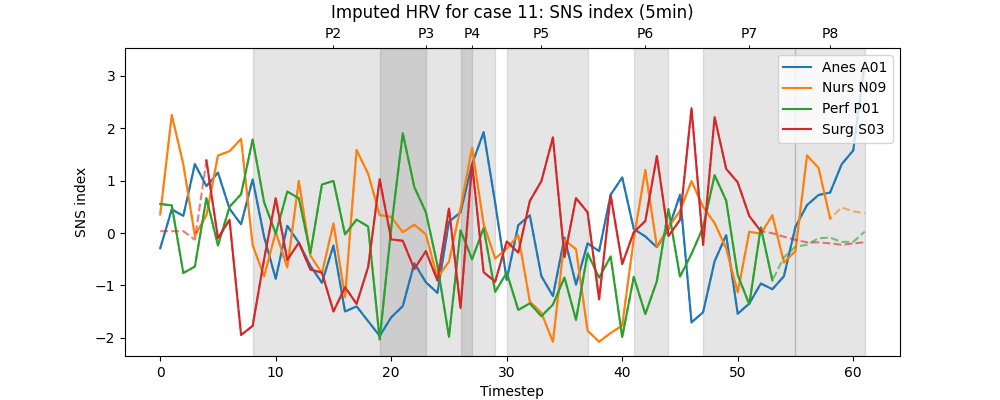 Imputed HRV for case 11: SNS index (5min)
P2 P3 P4 P5 P6 P7 P8
Anes A01
Nurs N09
Perf P01
Surg S03
SNS index
3
2
1
0
−1
−2
0 10 20 30 40 50 60
Timestep